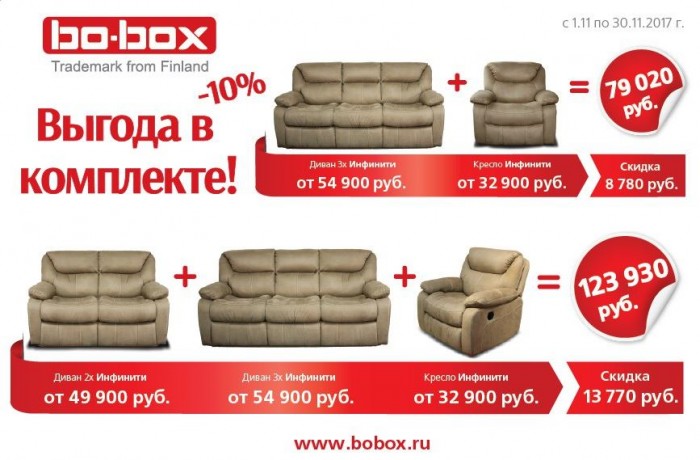 bo·box
Trademark from Finland
с 1.11 по 30.11.2017 г.
-10%
Выгода в
комплекте!
+
=
79 020
руб.
Диван 3х Инфинити
от 54 900 руб.
Кресло Инфинити
от 32 900 руб.
Скидка
8 780 руб.
+
+
=
123 930
руб.
Диван 2х Инфинити
от 49 900 руб.
Диван 3х Инфинити
от 54 900 руб.
Кресло Инфинити
от 32 900 руб.
Скидка
13 770 руб.
www.bobox.ru